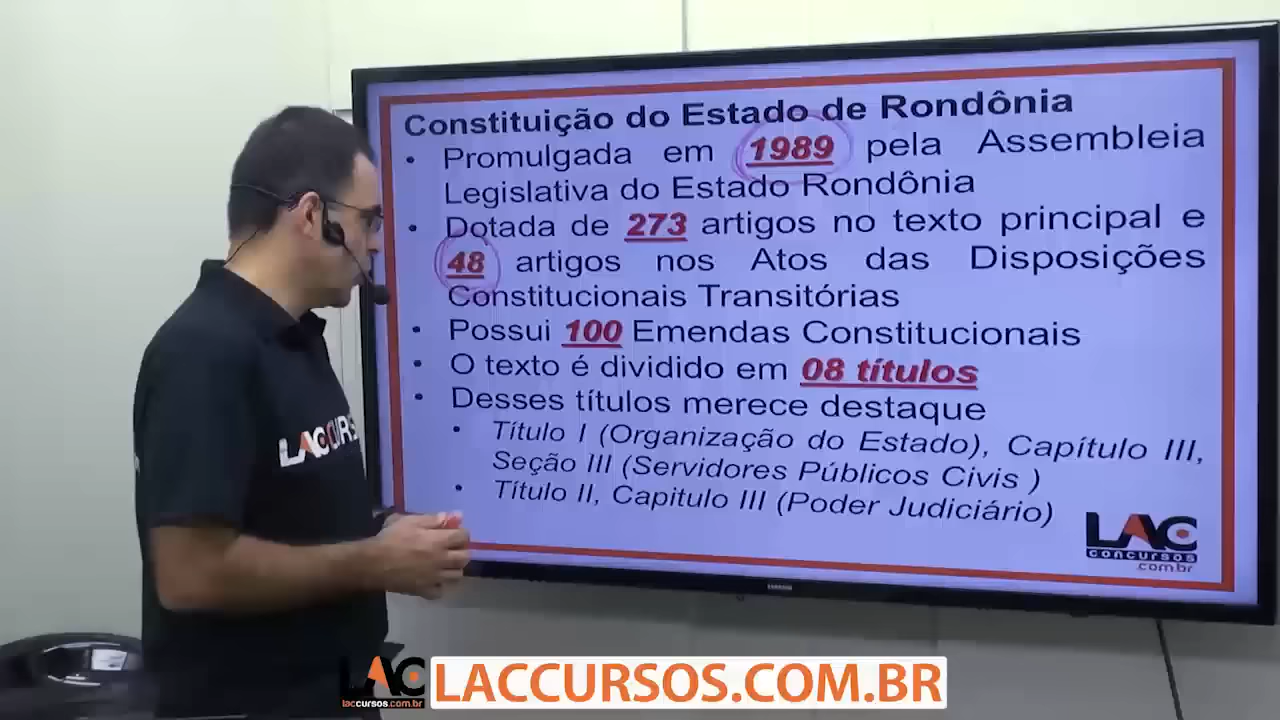 Constituição do Estado de Rondônia
• Promulgada em 1989 pela Assembleia
Legislativa do Estado Rondônia
• Dotada de 273 artigos no texto principal e
48 artigos nos Atos das Disposições
Constitucionais Transitórias
• Possui 100 Emendas Constitucionais
• O texto é dividido em 08 títulos
• Desses títulos merece destaque
• Título I (Organização do Estado), Capítulo III,
Seção III (Servidores Públicos Civis )
• Título II, Capitulo III (Poder Judiciário)
LAC
concursos
.com.br
LACCURS
LAC
laccursos.com.br
LACCURSOS.COM.BR